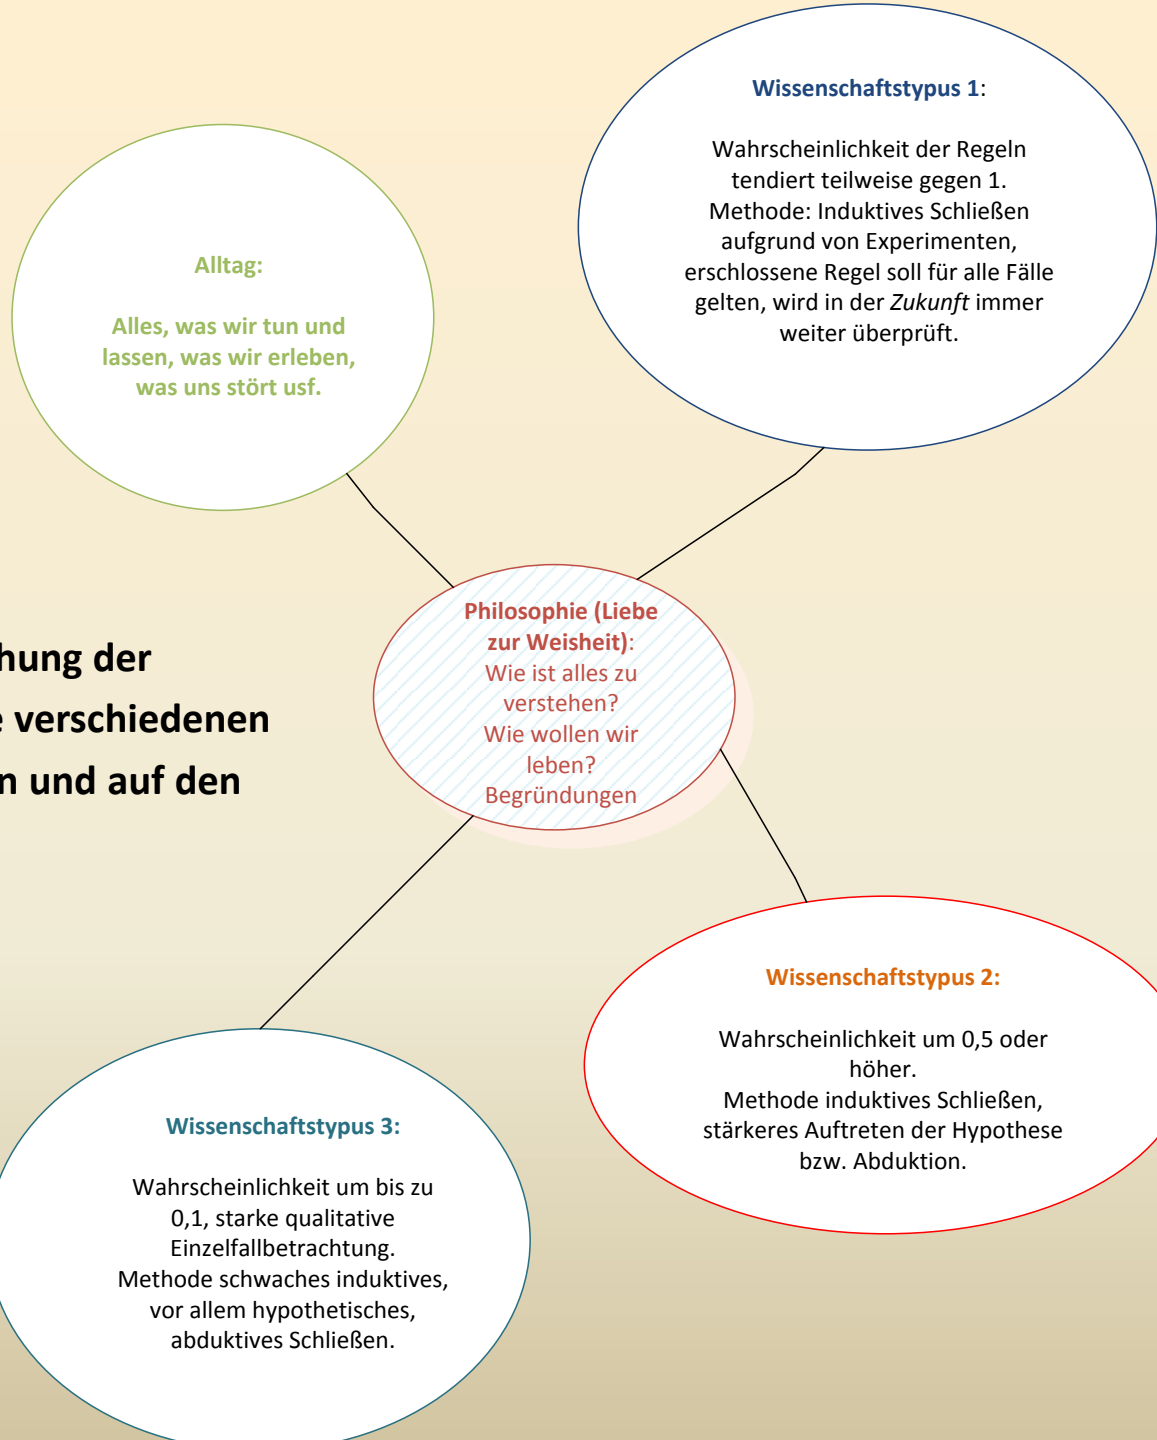 Wissenschaftstypus 1:
Wahrscheinlichkeit der Regeln
tendiert teilweise gegen 1.
Methode: Induktives Schließen
aufgrund von Experimenten,
erschlossene Regel soll für alle Fälle
gelten, wird in der Zukunft immer
weiter überprüft.
Alltag:
Alles, was wir tun und
lassen, was wir erleben,
was uns stört usf.
Philosophie (Liebe
zur Weisheit):
Wie ist alles zu
verstehen?
Wie wollen wir
leben?
Begründungen
hung der
e verschiedenen
n und auf den
Wissenschaftstypus 2:
Wahrscheinlichkeit um 0,5 oder
höher.
Methode induktives Schließen,
stärkeres Auftreten der Hypothese
bzw. Abduktion.
Wissenschaftstypus 3:
Wahrscheinlichkeit um bis zu
0,1, starke qualitative
Einzelfallbetrachtung.
Methode schwaches induktives,
vor allem hypothetisches,
abduktives Schließen.